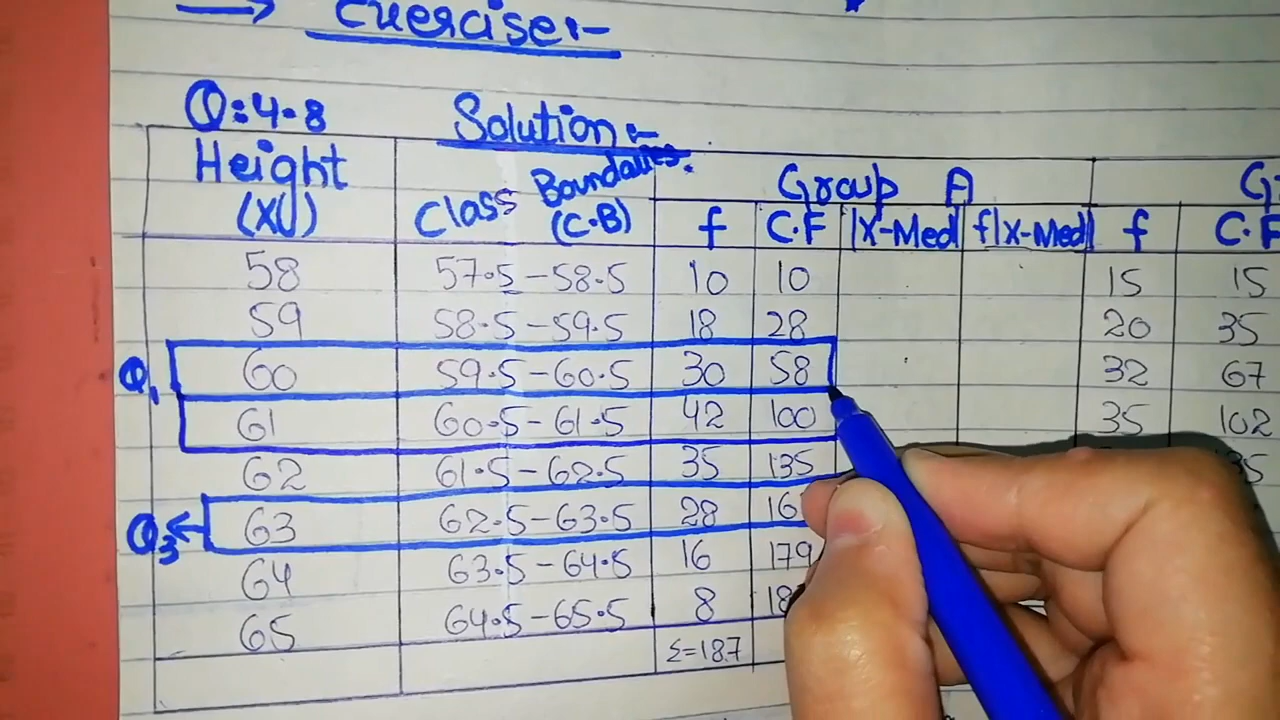 → Exercise:-
Q:4.8 Solution:-
Height (X) Class Boundaries. (C.B) Group A
f C.F |X-Med| f|X-Med| f C.F
58 57.5-58.5 10 10 15 15
59 58.5-59.5 18 28 20 35
Q1 60 59.5-60.5 30 58 32 67
61 60.5-61.5 42 100 35 102
62 61.5-62.5 35 135
Q3 ← 63 62.5-63.5 28
64 63.5-64.5 16 179
65 64.5-65.5 8
Σ=187